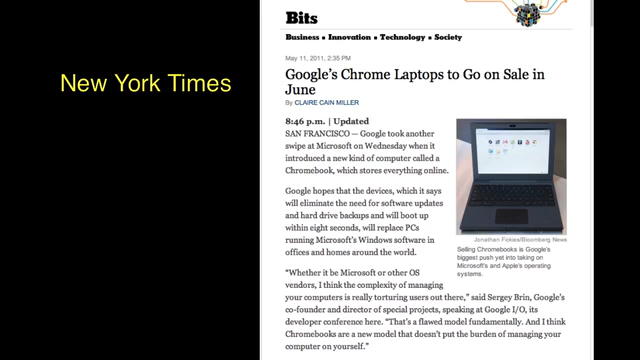 New York Times
Bits
Business ■ Innovation ■ Technology ■ Society
May 11, 2011, 2:35 PM
Google's Chrome Laptops to Go on Sale in
June
By CLAIRE CAIN MILLER
8:46 p.m. | Updated
SAN FRANCISCO — Google took another
swipe at Microsoft on Wednesday when it
introduced a new kind of computer called a
Chromebook, which stores everything online.
Google hopes that the devices, which it says
will eliminate the need for software updates
and hard drive backups and will boot up
within eight seconds, will replace PCs
running Microsoft's Windows software in
offices and homes around the world.
Jonathan Fickies/Bloomberg News
Selling Chromebooks is Google's
biggest push yet into taking on
Microsoft's and Apple's operating
systems.
“Whether it be Microsoft or other OS
vendors, I think the complexity of managing
your computers is really torturing users out there,” said Sergey Brin, Google's
co-founder and director of special projects, speaking at Google I/O, its
developer conference here. “That's a flawed model fundamentally. And I think
Chromebooks are a new model that doesn't put the burden of managing your
computer on yourself.”